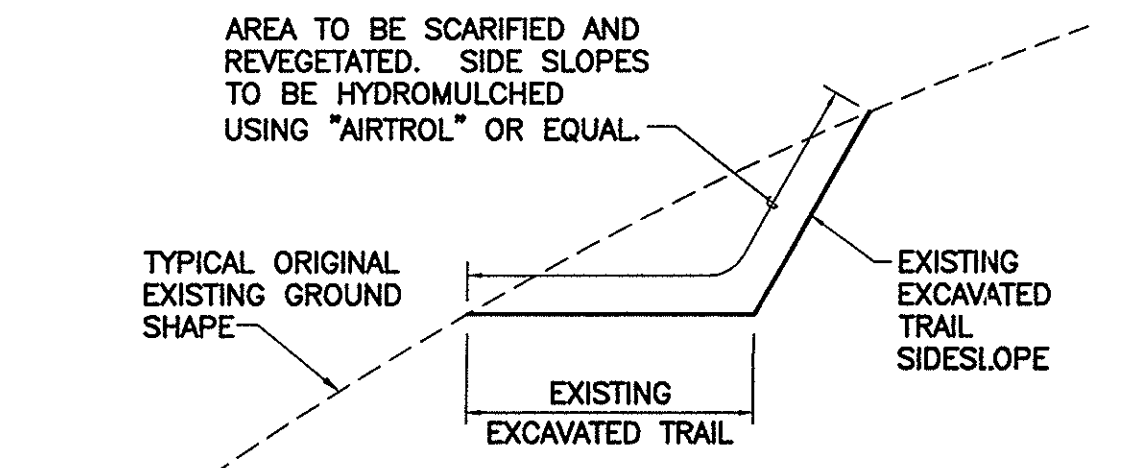 AREA TO BE SCARIFIED AND
REVEGETATED. SIDE SLOPES
TO BE HYDROMULCHED
USING "AIRTROL" OR EQUAL.
TYPICAL ORIGINAL
EXISTING GROUND
SHAPE
EXISTING
EXCAVATED
TRAIL
SIDESLOPE
EXISTING
EXCAVATED TRAIL